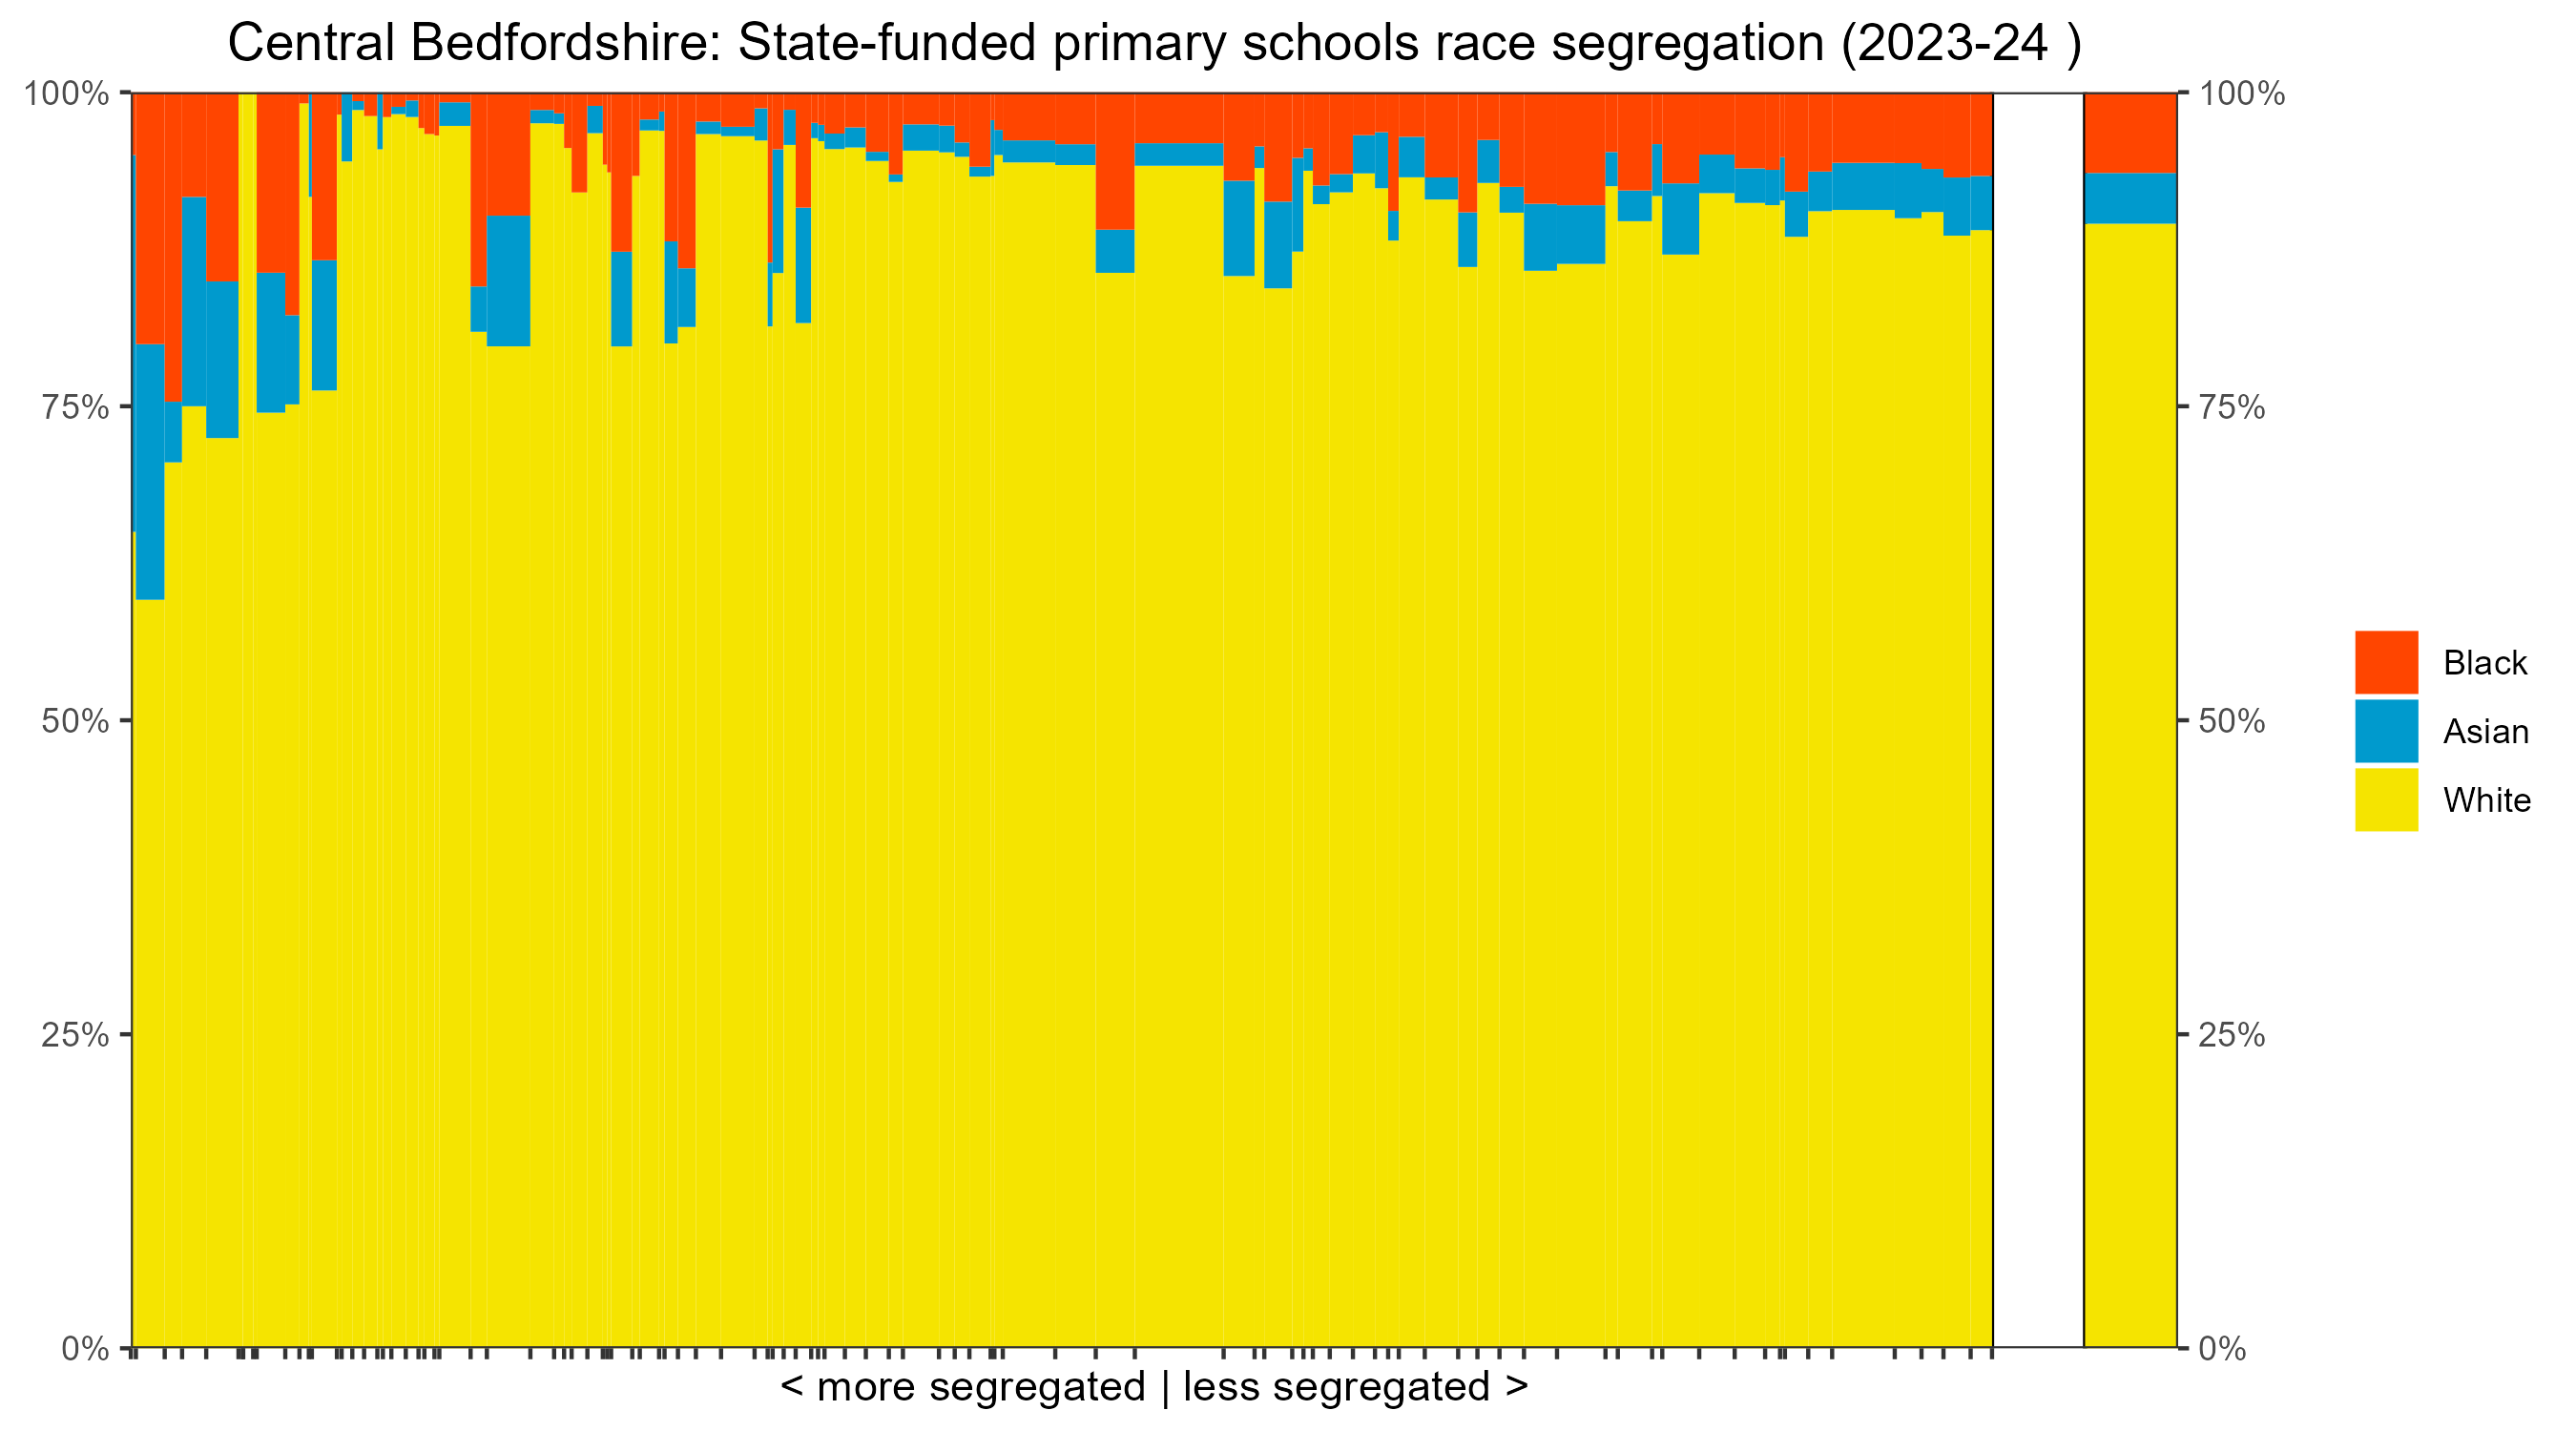 Central Bedfordshire: State-funded primary schools race segregation (2023-24 )
100%
75%
50%
25%
0%
100%
75%
50%
25%
0%
Black
Asian
White
< more segregated | less segregated >